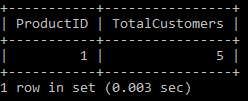 +-----------+----------------+
| ProductID | TotalCustomers |
+-----------+----------------+
|         1 |              5 |
+-----------+----------------+
1 row in set (0.003 sec)